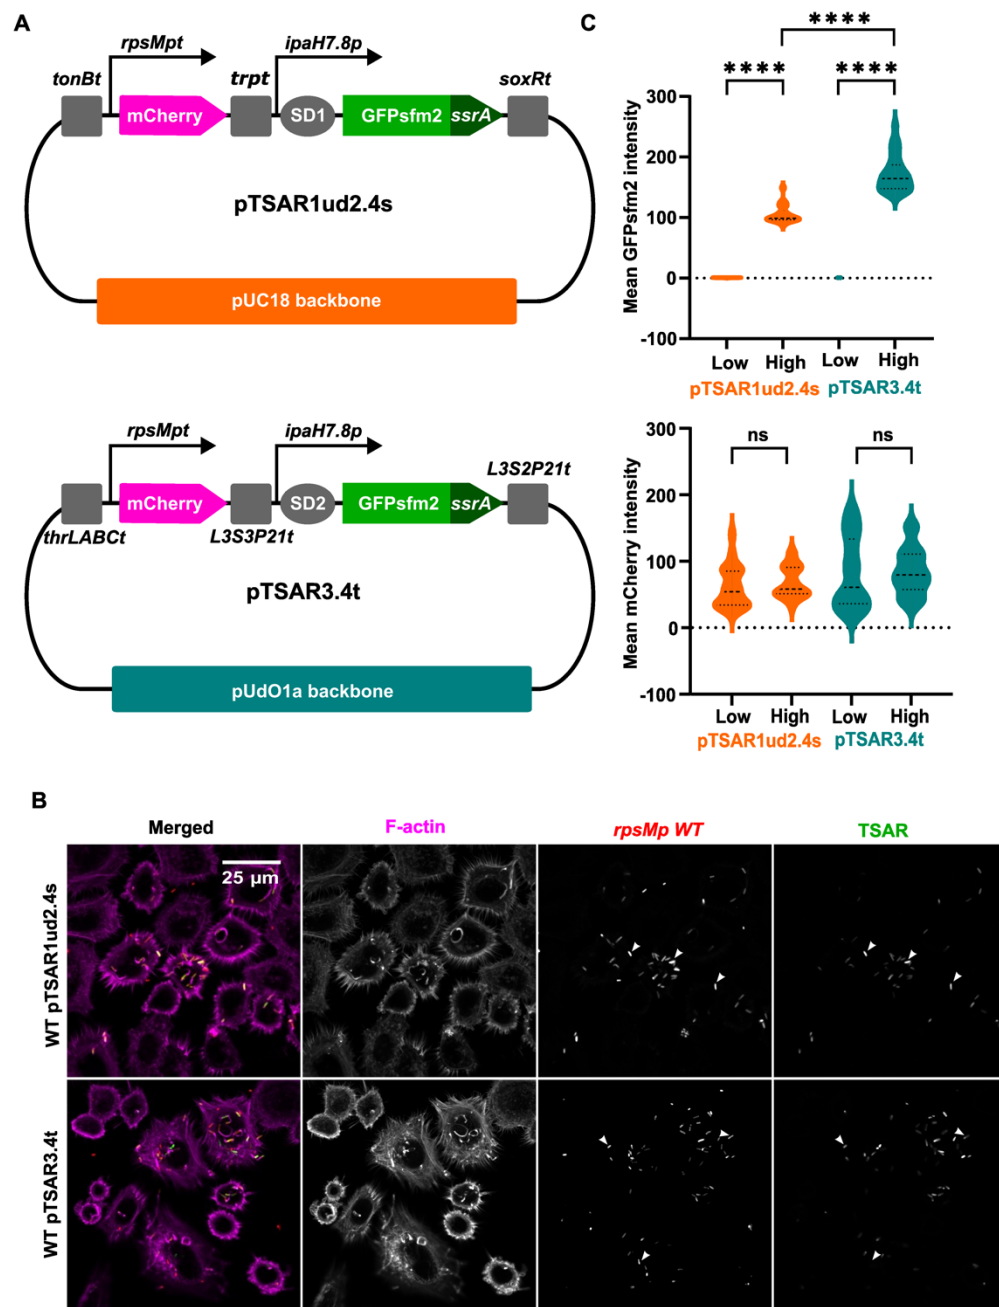 A
rpsMpt
ipaH7.8p
tonBt
trpt
soxRt
mCherry
SD1
GFPsfm2
ssrA
pTSAR1ud2.4s
pUC18 backbone
rpsMpt
ipaH7.8p
L3S2P21t
mCherry
SD2
GFPsfm2
ssrA
thrLABCt
L3S3P21t
pTSAR3.4t
pUdO1a backbone
C
****
**** ****
Mean GFPsfm2 intensity
300
200
100
0
-100
Low High Low High
pTSAR1ud2.4s pTSAR3.4t
Mean mCherry intensity
300
200
100
0
-100
ns ns
Low High Low High
pTSAR1ud2.4s pTSAR3.4t
B
Merged F-actin rpsMp WT TSAR
25 μm
WT pTSAR1ud2.4s
WT pTSAR3.4t